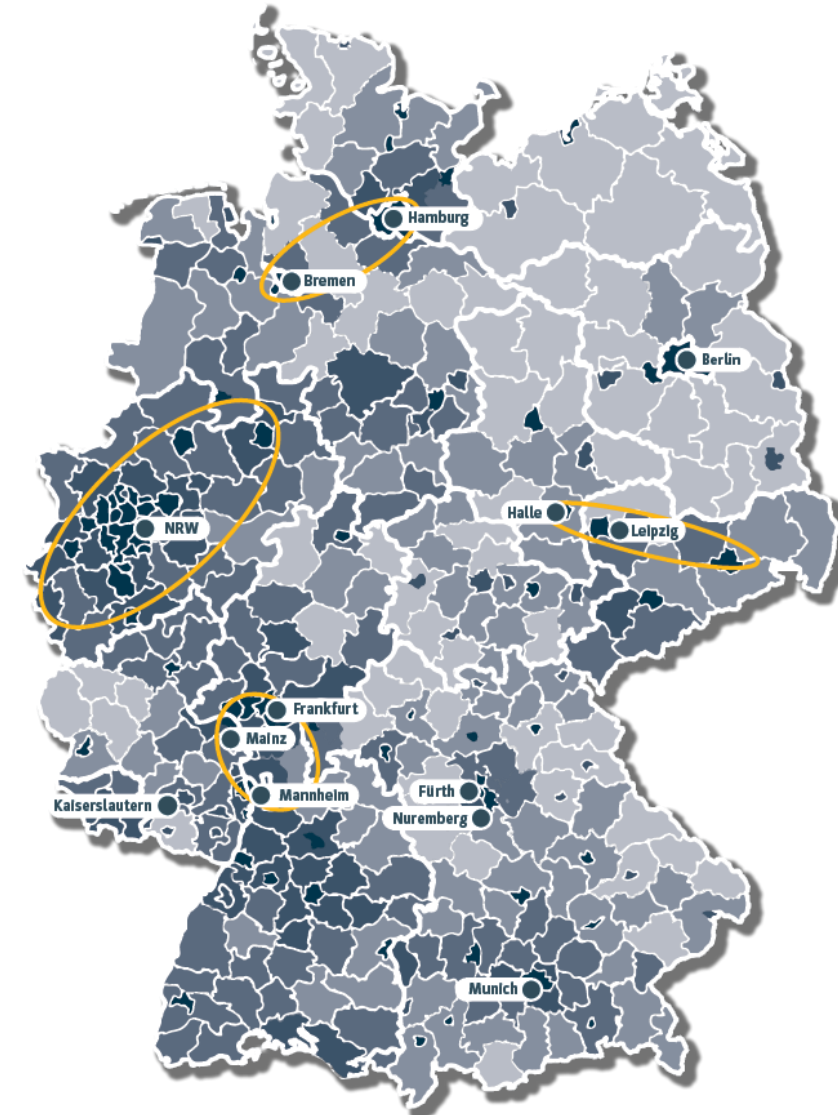 Hamburg
Bremen
Berlin
NRW
Halle
Leipzig
Frankfurt
Mainz
Mannheim
Kaiserslautern
Fürth
Nuremberg
Munich